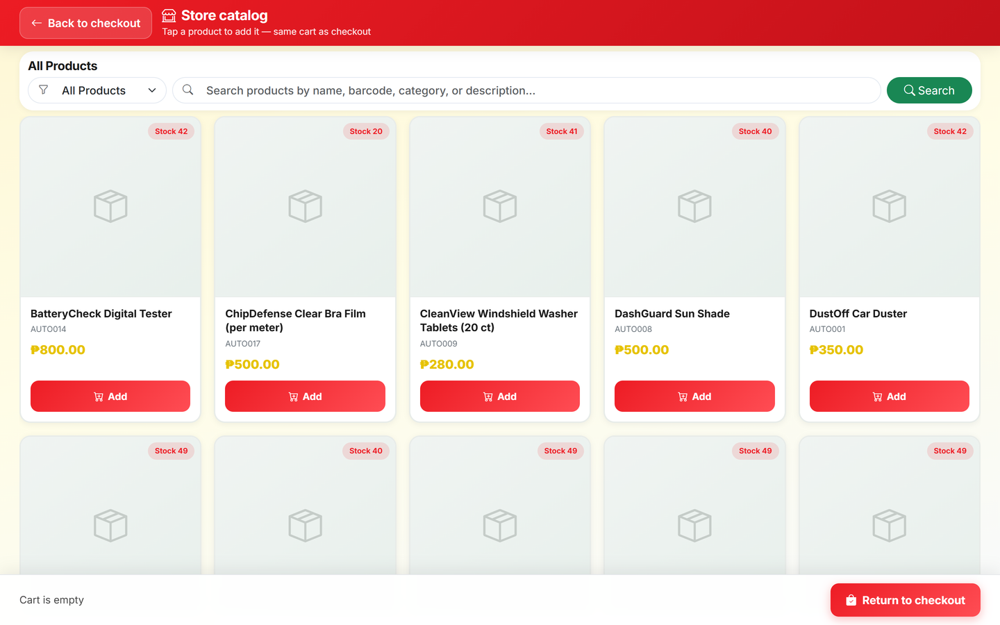 Back to checkout
Store catalog
Tap a product to add it — same cart as checkout
All Products
All Products
Search products by name, barcode, category, or description...
Search
Stock 42
Stock 20
Stock 41
Stock 40
Stock 42
BatteryCheck Digital Tester
AUTO014
₱800.00
Add
ChipDefense Clear Bra Film
(per meter)
AUTO017
₱500.00
Add
CleanView Windshield Washer
Tablets (20 ct)
AUTO009
₱280.00
Add
DashGuard Sun Shade
AUTO008
₱500.00
Add
DustOff Car Duster
AUTO001
₱350.00
Add
Stock 49
Stock 40
Stock 49
Stock 49
Stock 49
Cart is empty
Return to checkout